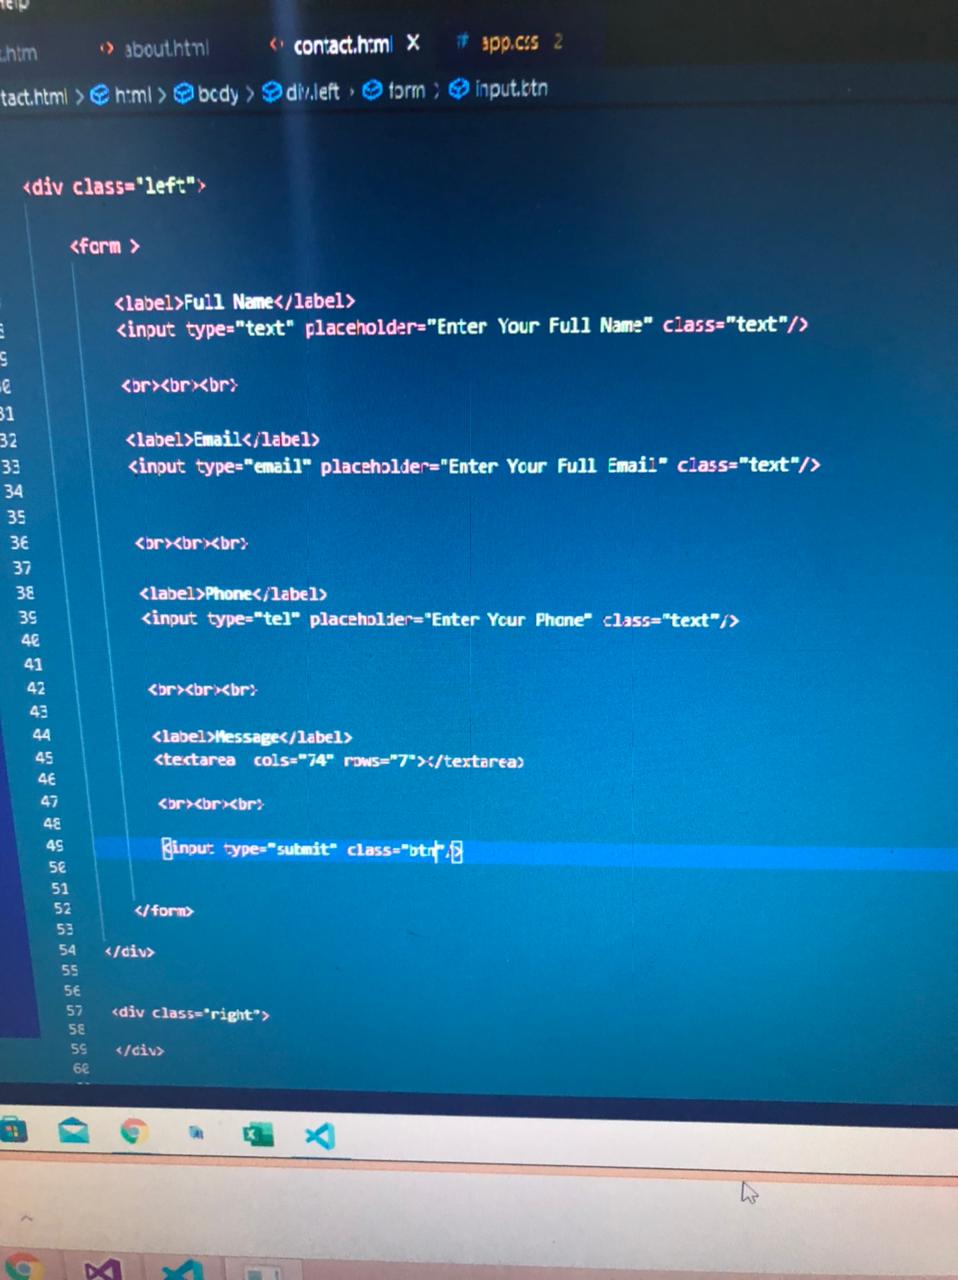 Help
.htm
about.html
contact.html X
app.css 2
tact.html > html > body > div.left > form > input.btn
<div class="left">
<form >
<label>Full Name</label>
<input type="text" placeholder="Enter Your Full Name" class="text"/>
<br><br><br>
31
32 <label>Email</label>
33 <input type="email" placeholder="Enter Your Full Email" class="text"/>
34
35
36 <br><br><br>
37
38 <label>Phone</label>
39 <input type="tel" placeholder="Enter Your Phone" class="text"/>
40
41
42 <br><br><br>
43
44 <label>Message</label>
45 <textarea cols="74" rows="7"></textarea>
46
47 <br><br><br>
48
49 <input type="submit" class="btn"/>
50
51
52 </form>
53
54 </div>
55
56
57 <div class="right">
58
59 </div>
60